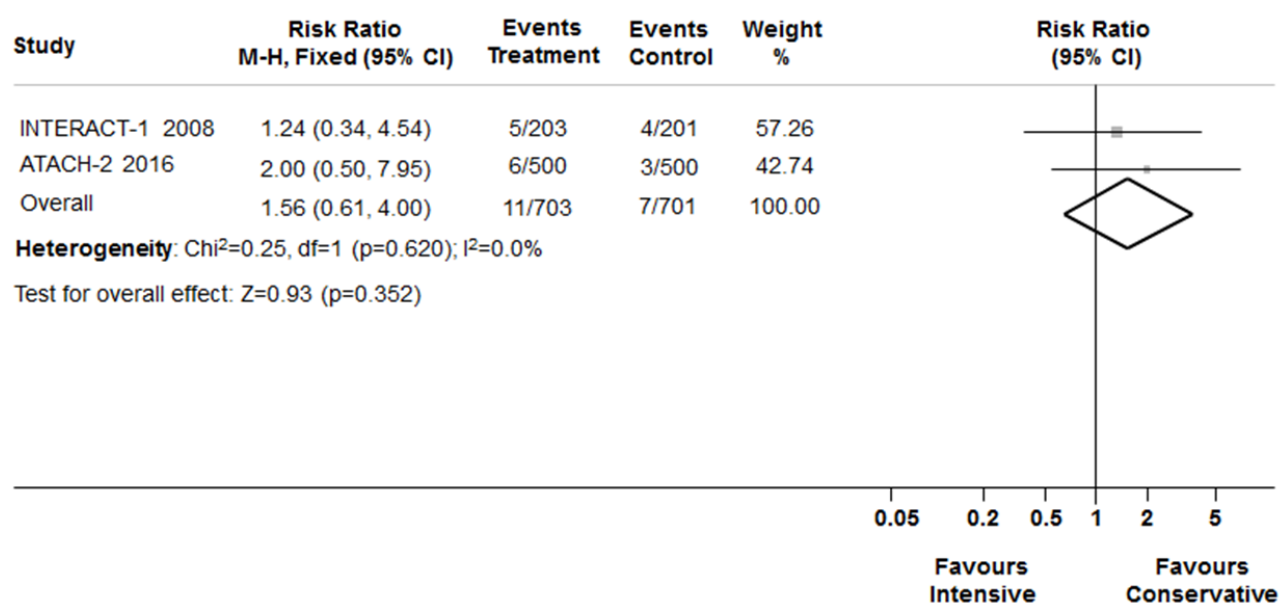 Study Risk Ratio M-H, Fixed (95% CI) Events Treatment Events Control Weight % Risk Ratio (95% CI)
INTERACT-1 2008 1.24 (0.34, 4.54) 5/203 4/201 57.26
ATACH-2 2016 2.00 (0.50, 7.95) 6/500 3/500 42.74
Overall 1.56 (0.61, 4.00) 11/703 7/701 100.00
Heterogeneity: Chi²=0.25, df=1 (p=0.620); I²=0.0%
Test for overall effect: Z=0.93 (p=0.352)
0.05 0.2 0.5 1 2 5
Favours Intensive Favours Conservative